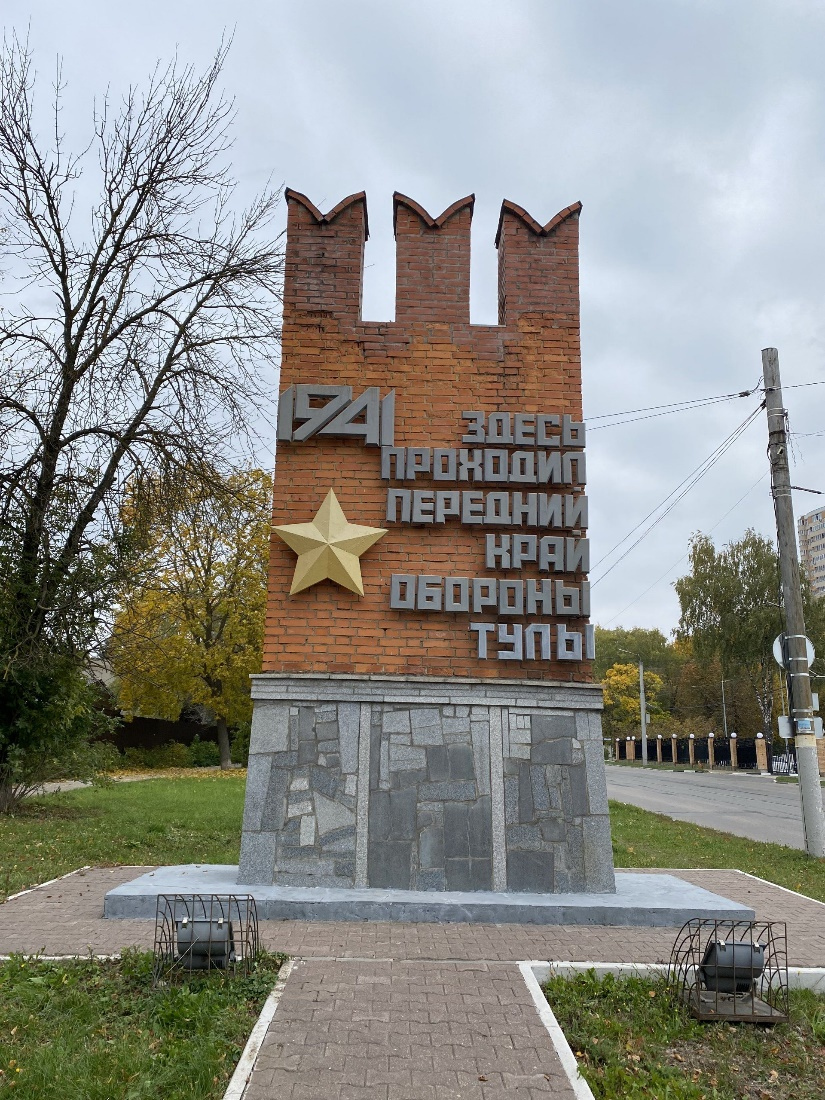 1941
ЗДЕСЬ
ПРОХОДИЛ
ПЕРЕДНИЙ
КРАЙ
ОБОРОНЫ
ТУЛЫ